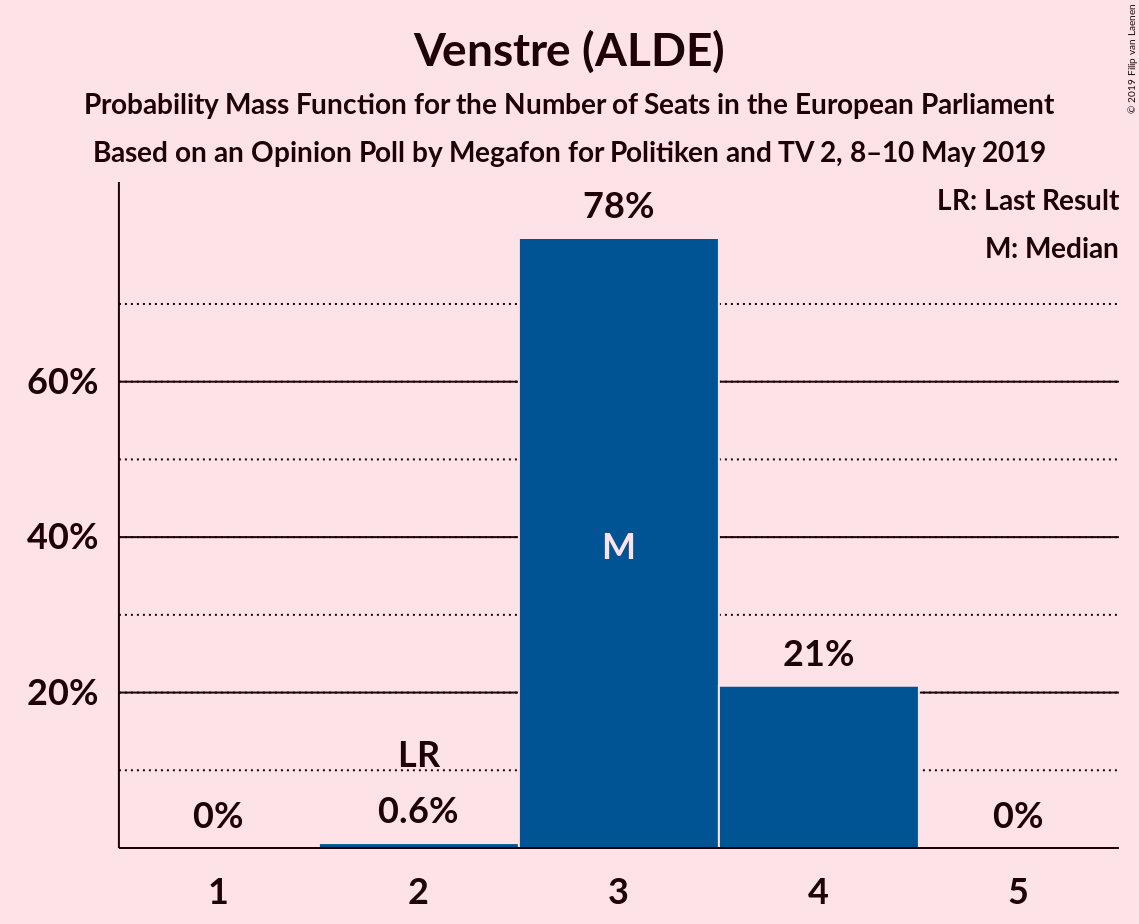 Venstre (ALDE)
Probability Mass Function for the Number of Seats in the European Parliament
Based on an Opinion Poll by Megafon for Politiken and TV 2, 8–10 May 2019
© 2019 Filip van Laenen
LR: Last Result
M: Median
78%
60%
40%
20%
M
21%
LR
0%
0.6%
0%
1
2
3
4
5